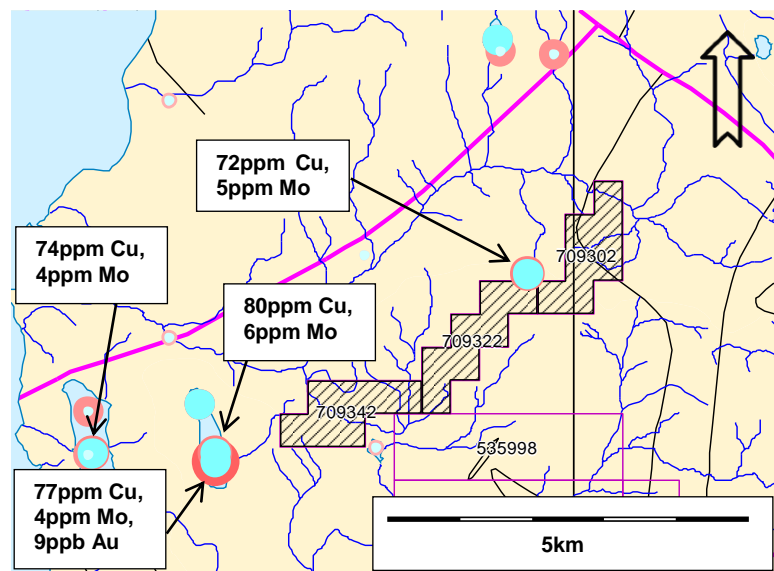 72ppm Cu,
5ppm Mo
74ppm Cu,
4ppm Mo
80ppm Cu,
6ppm Mo
709302
709322
709342
535998
77ppm Cu,
4ppm Mo,
9ppb Au
5km